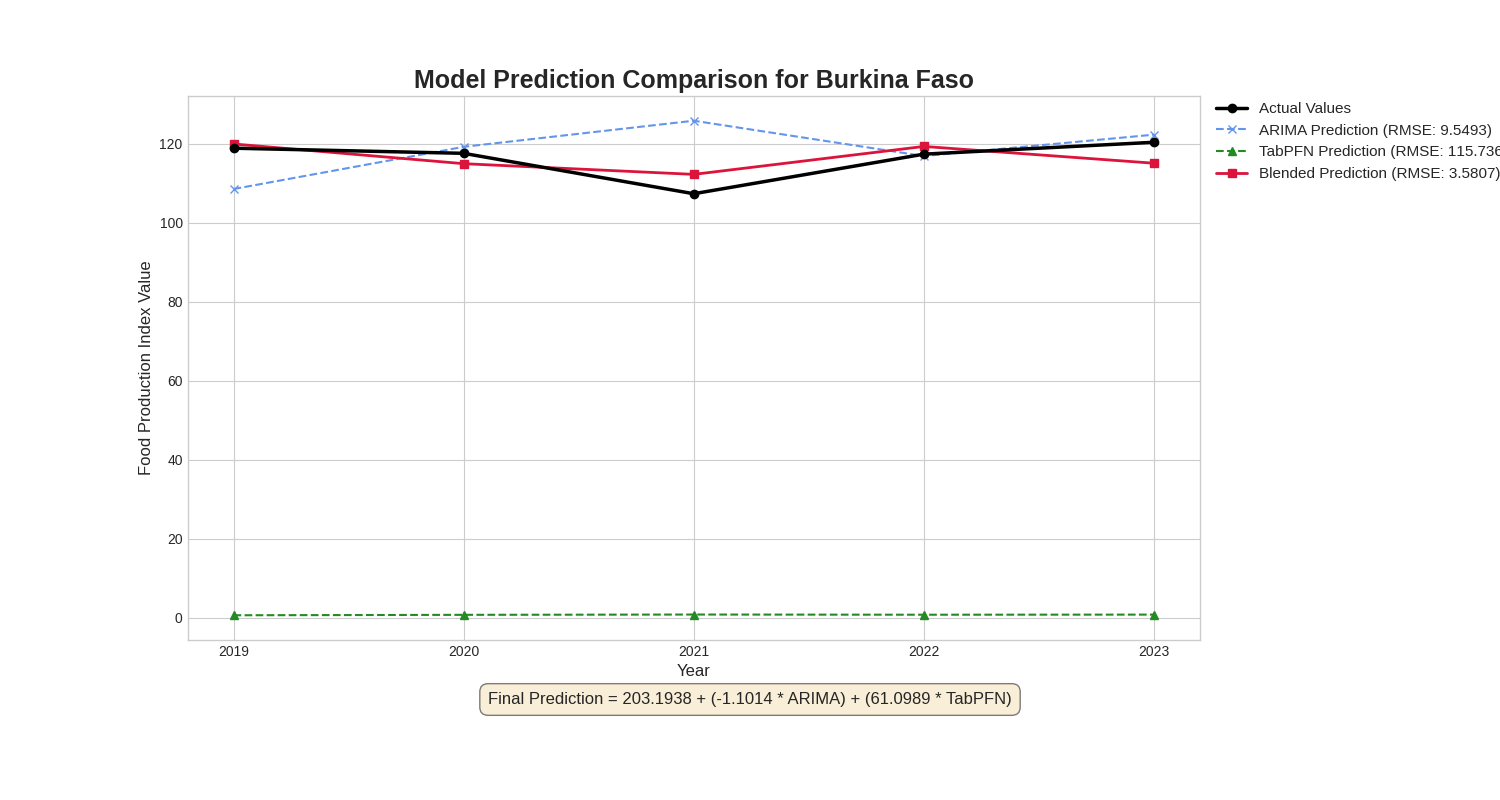 Model Prediction Comparison for Burkina Faso
Actual Values
ARIMA Prediction (RMSE: 9.5493)
TabPFN Prediction (RMSE: 115.736
Blended Prediction (RMSE: 3.5807)
Food Production Index Value
120
100
80
60
40
20
0
2019 2020 2021 2022 2023
Year
Final Prediction = 203.1938 + (-1.1014 * ARIMA) + (61.0989 * TabPFN)